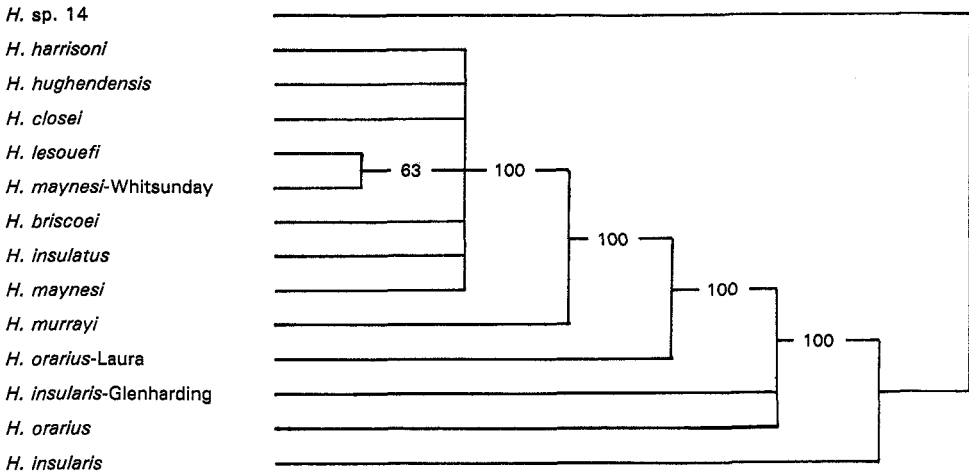 H. sp. 14
H. harrisoni
H. hughendensis
H. closei
H. lesouefi
63
100
H. maynesi-Whitsunday
H. briscoei
100
H. insulatus
H. maynesi
100
H. murrayi
100
H. orarius-Laura
H. insularis-Glenharding
H. orarius
H. insularis